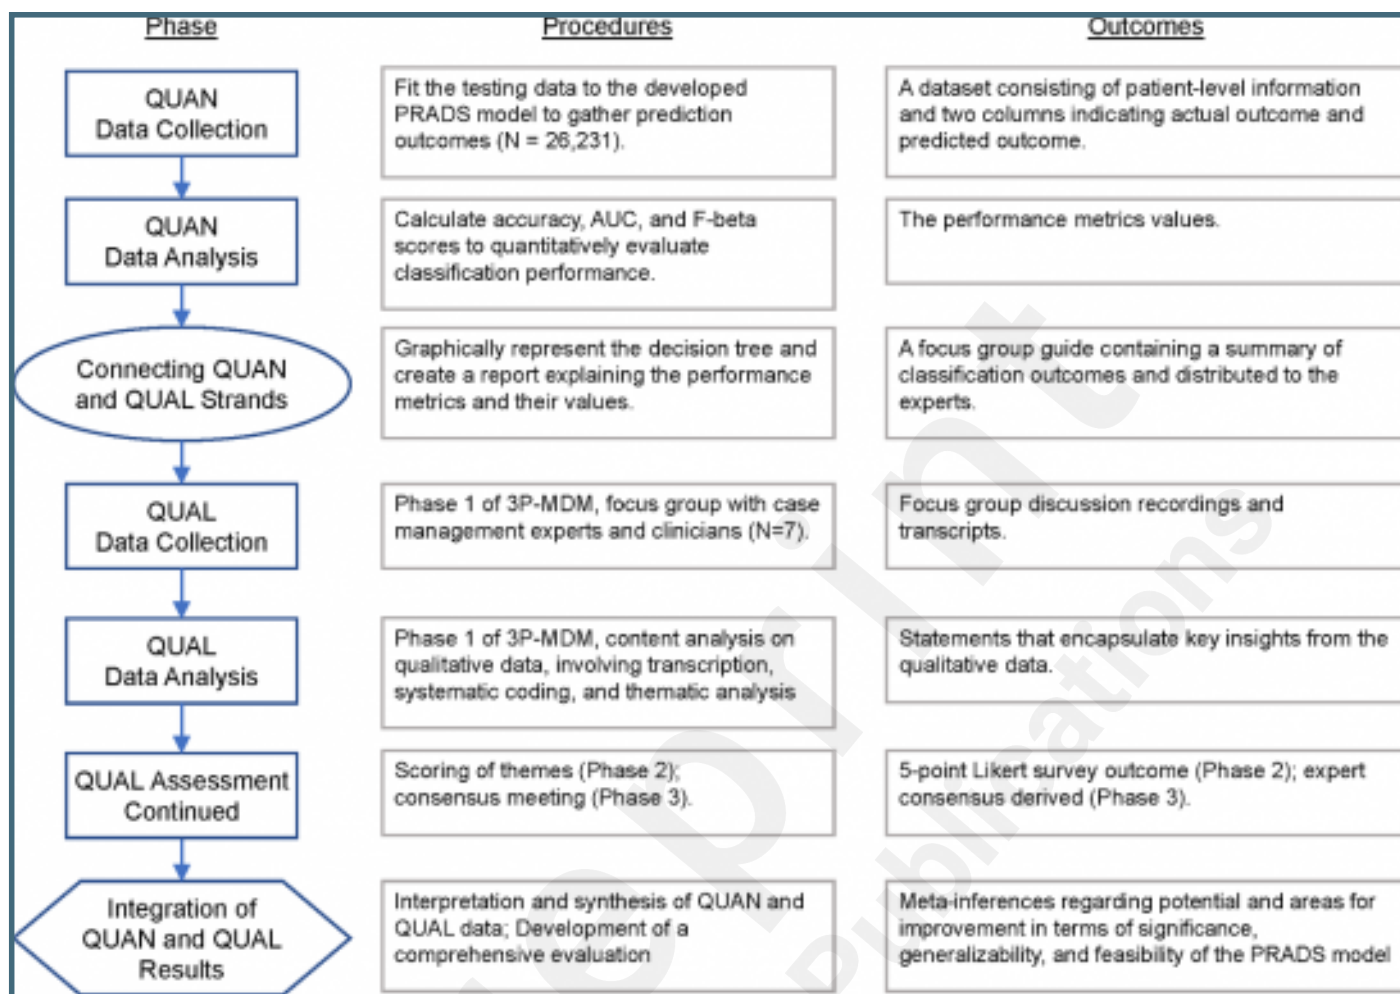 Phase
Procedures
Outcomes
QUAN
Data Collection
Fit the testing data to the developed
PRADS model to gather prediction
outcomes (N = 26,231).
A dataset consisting of patient-level information
and two columns indicating actual outcome and
predicted outcome.
QUAN
Data Analysis
Calculate accuracy, AUC, and F-beta
scores to quantitatively evaluate
classification performance.
The performance metrics values.
Connecting QUAN
and QUAL Strands
Graphically represent the decision tree and
create a report explaining the performance
metrics and their values.
A focus group guide containing a summary of
classification outcomes and distributed to the
experts.
QUAL
Data Collection
Phase 1 of 3P-MDM, focus group with case
management experts and clinicians (N=7).
Focus group discussion recordings and
transcripts.
QUAL
Data Analysis
Phase 1 of 3P-MDM, content analysis on
qualitative data, involving transcription,
systematic coding, and thematic analysis
Statements that encapsulate key insights from the
qualitative data.
QUAL Assessment
Continued
Scoring of themes (Phase 2);
consensus meeting (Phase 3).
5-point Likert survey outcome (Phase 2); expert
consensus derived (Phase 3).
Integration of
QUAN and QUAL
Results
Interpretation and synthesis of QUAN and
QUAL data; Development of a
comprehensive evaluation
Meta-inferences regarding potential and areas for
improvement in terms of significance,
generalizability, and feasibility of the PRADS model
eprint
Publications